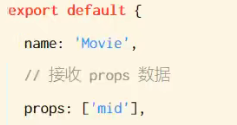 export default {
name: 'Movie',
// 接收 props 数据
props: ['mid'],